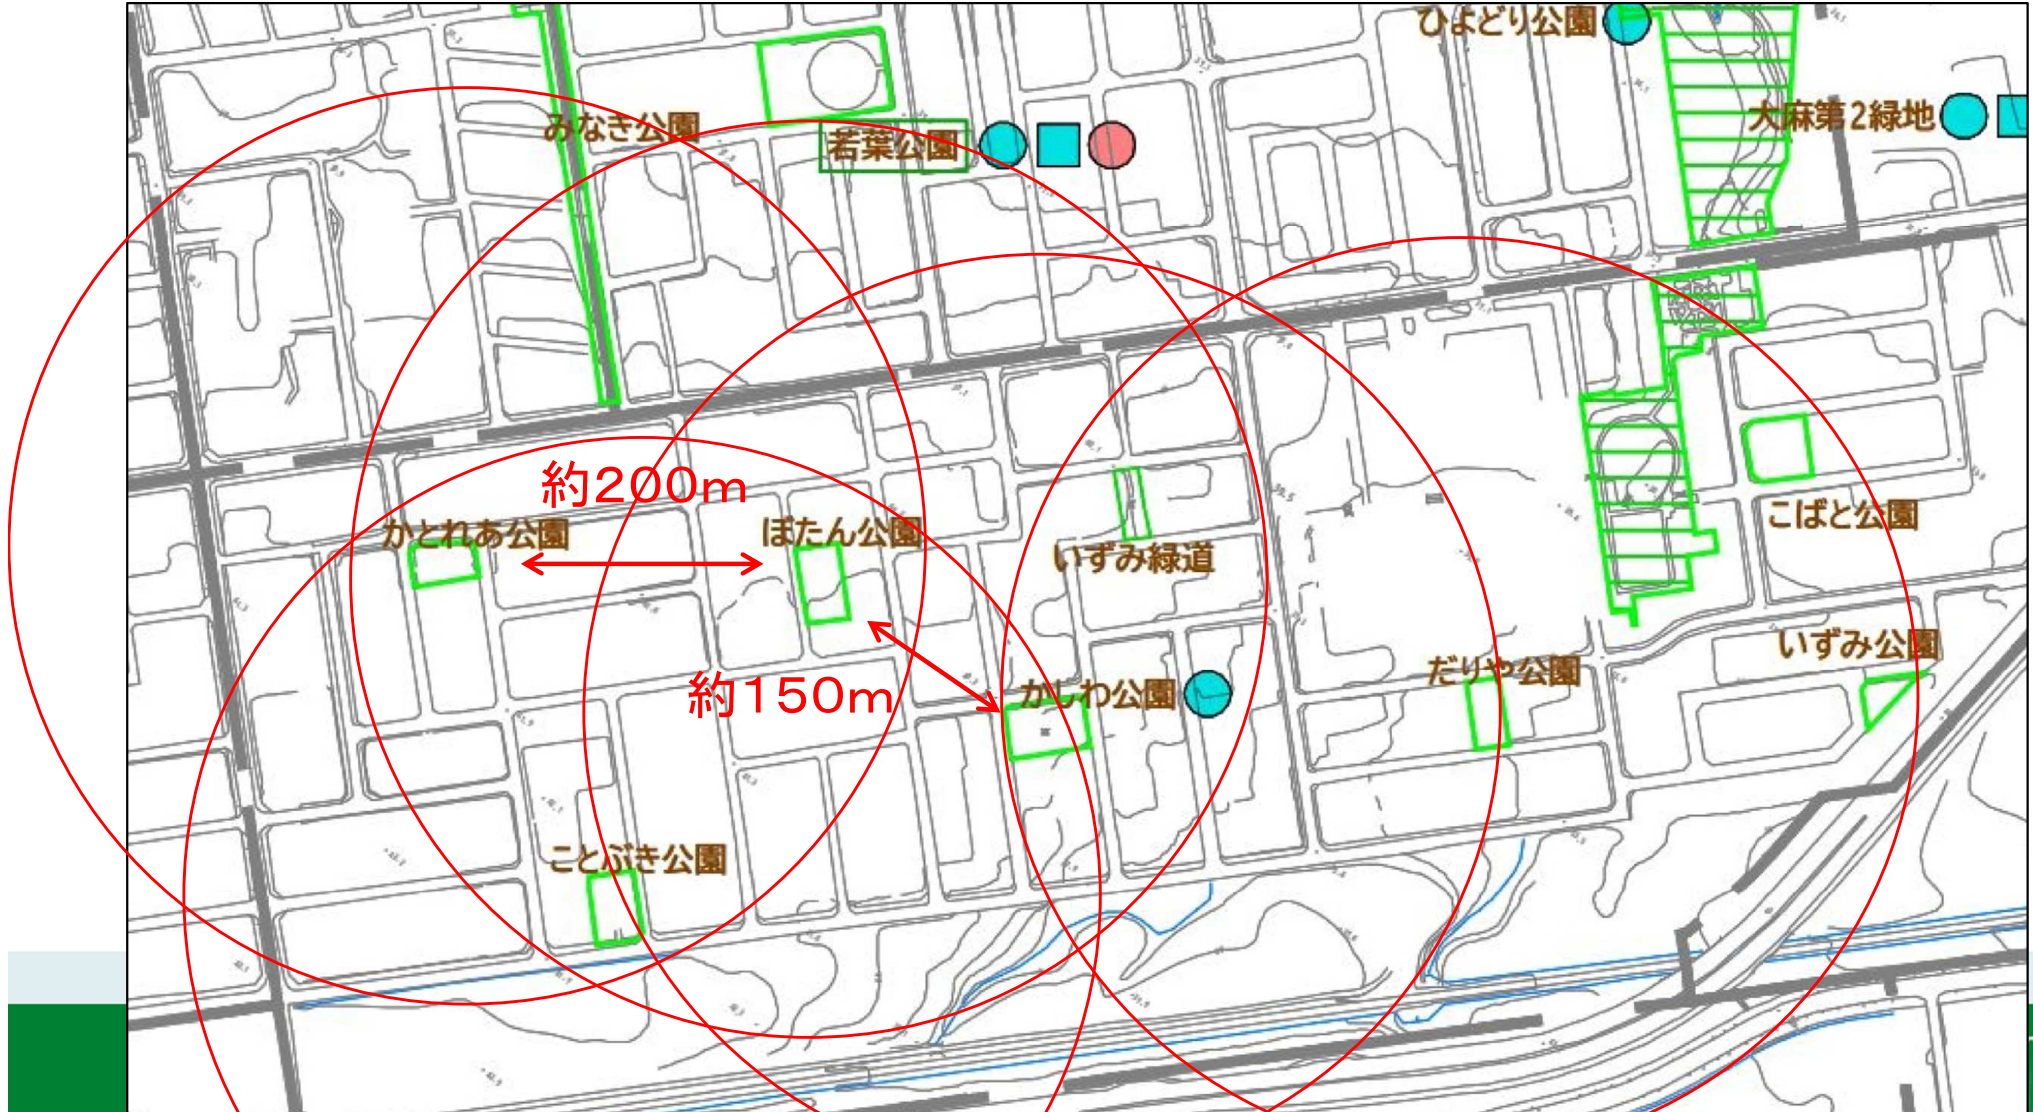 ひよどり公園
大麻第2緑地
みなき公園
若葉公園
約200m
かとれあ公園
ぼたん公園
こばと公園
いずみ緑道
いずみ公園
だりや公園
約150m
かしわ公園
ことぶき公園